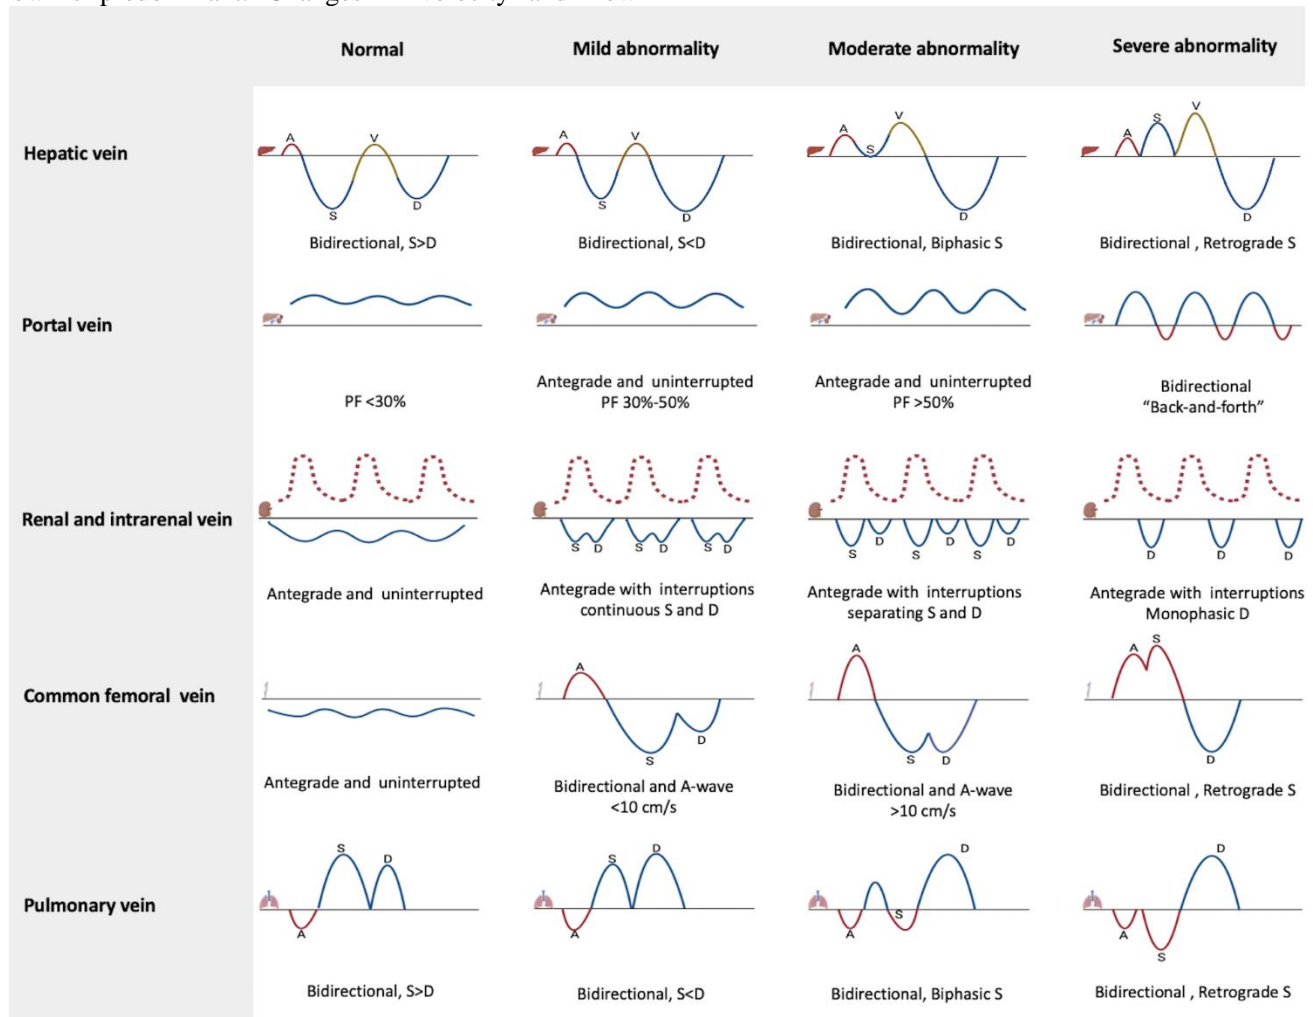 Normal
Mild abnormality
Moderate abnormality
Severe abnormality
Hepatic vein
A
V
S
D
Bidirectional, S>D
A
V
S
D
Bidirectional, S<D
A
V
S
D
Bidirectional, Biphasic S
A
S
V
D
Bidirectional , Retrograde S
Portal vein
PF <30%
Antegrade and uninterrupted
PF 30%-50%
Antegrade and uninterrupted
PF >50%
Bidirectional
“Back-and-forth”
Renal and intrarenal vein
Antegrade and uninterrupted
S D S D S D
Antegrade with interruptions
continuous S and D
S D S D S D
Antegrade with interruptions
separating S and D
D D D
Antegrade with interruptions
Monophasic D
Common femoral vein
Antegrade and uninterrupted
A
S
D
Bidirectional and A-wave
<10 cm/s
A
S D
Bidirectional and A-wave
>10 cm/s
A
S
D
Bidirectional , Retrograde S
Pulmonary vein
S
D
A
Bidirectional, S>D
S
D
A
Bidirectional, S<D
D
S
A
Bidirectional, Biphasic S
D
A
S
Bidirectional , Retrograde S